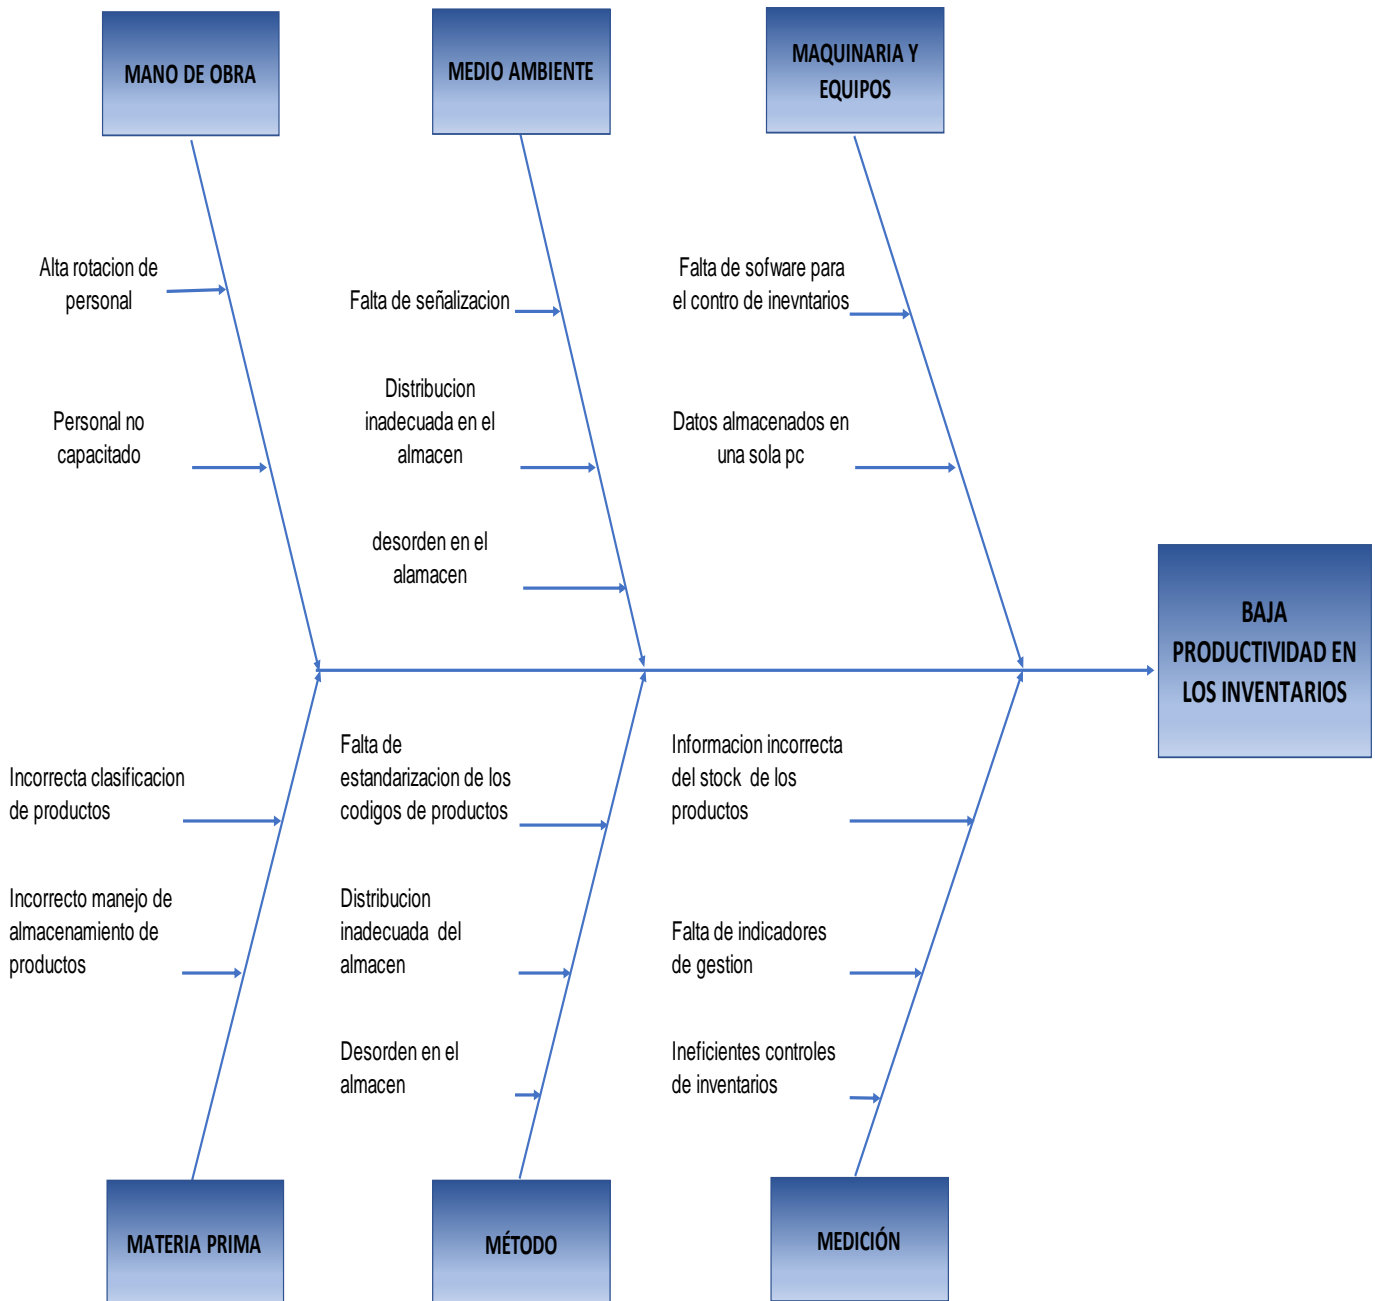 MANO DE OBRA
MEDIO AMBIENTE
MAQUINARIA Y
EQUIPOS
Alta rotacion de
personal
Personal no
capacitado
Falta de señalizacion
Distribucion
inadecuada en el
almacen
desorden en el
alamacen
Falta de sofware para
el contro de inevntarios
Datos almacenados en
una sola pc
BAJA
PRODUCTIVIDAD EN
LOS INVENTARIOS
Incorrecta clasificacion
de productos
Incorrecto manejo de
almacenamiento de
productos
Falta de
estandarizacion de los
codigos de productos
Distribucion
inadecuada del
almacen
Desorden en el
almacen
Informacion incorrecta
del stock de los
productos
Falta de indicadores
de gestion
Ineficientes controles
de inventarios
MATERIA PRIMA
MÉTODO
MEDICIÓN